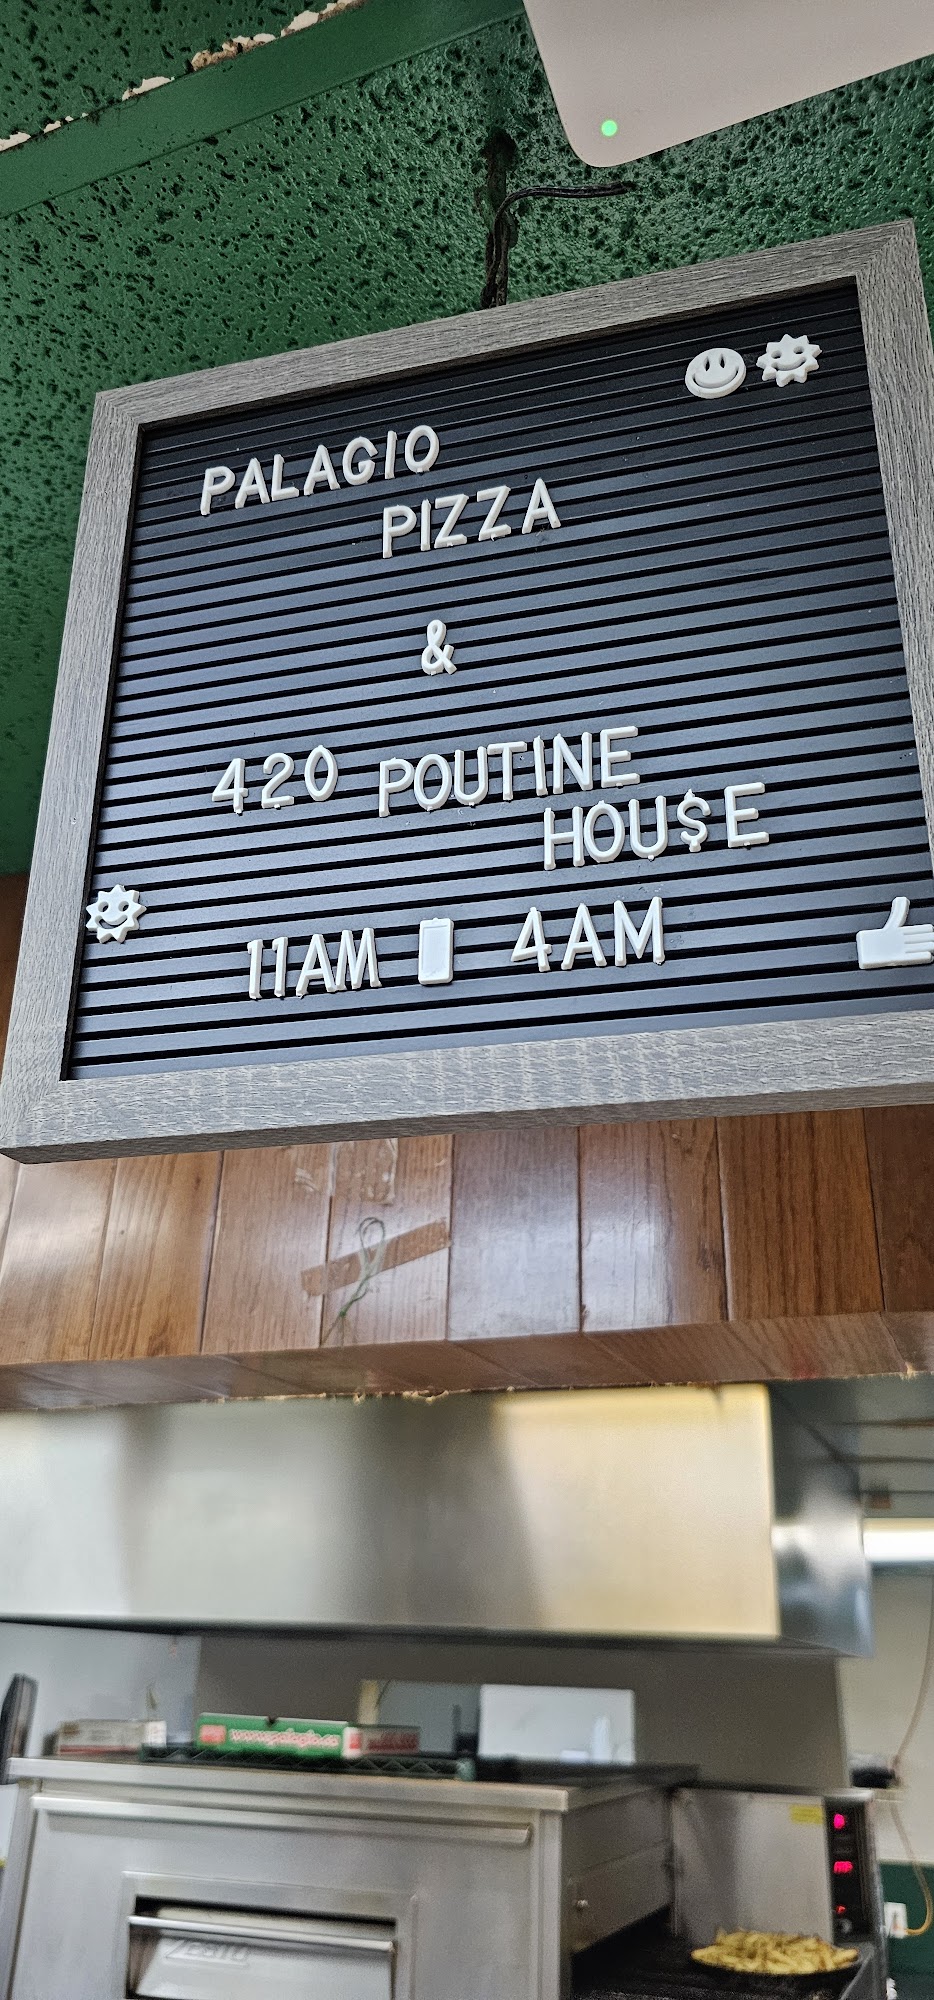 PALAGIO
PIZZA
&
420 POUTINE
HOU$E
11AM 4AM
www.palagio.ca